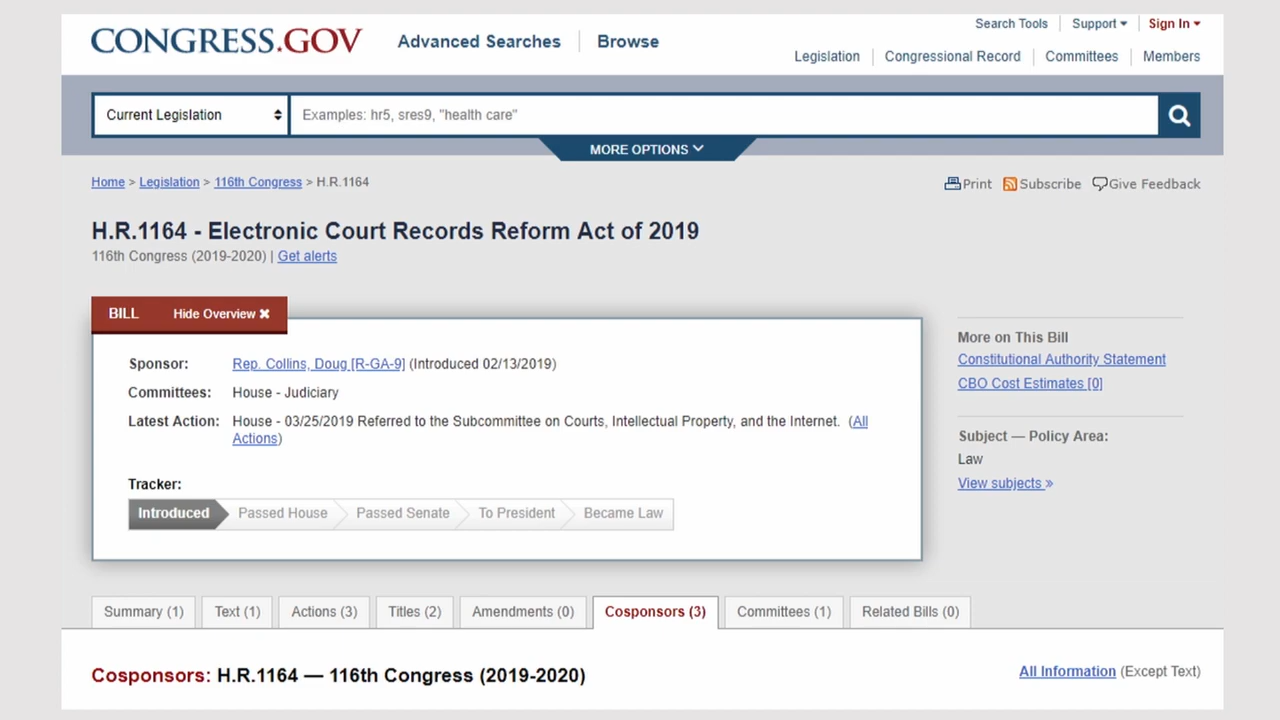 CONGRESS.GOV
Advanced Searches
Browse
Search Tools
Support
Sign In
Legislation
Congressional Record
Committees
Members
Current Legislation
Examples: hr5, sres9, "health care"
MORE OPTIONS
Home > Legislation > 116th Congress > H.R.1164
Print
Subscribe
Give Feedback
H.R.1164 - Electronic Court Records Reform Act of 2019
116th Congress (2019-2020) | Get alerts
BILL
Hide Overview ✖
Sponsor: Rep. Collins, Doug [R-GA-9] (Introduced 02/13/2019)
Committees: House - Judiciary
Latest Action: House - 03/25/2019 Referred to the Subcommittee on Courts, Intellectual Property, and the Internet. (All
Actions)
Tracker:
Introduced
Passed House
Passed Senate
To President
Became Law
More on This Bill
Constitutional Authority Statement
CBO Cost Estimates [0]
Subject — Policy Area:
Law
View subjects »
Summary (1)
Text (1)
Actions (3)
Titles (2)
Amendments (0)
Cosponsors (3)
Committees (1)
Related Bills (0)
Cosponsors: H.R.1164 — 116th Congress (2019-2020)
All Information (Except Text)